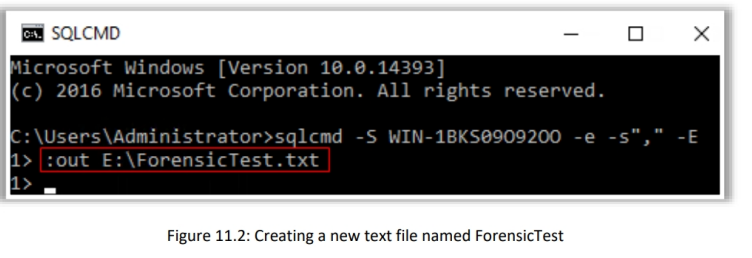 SQLCMD
Microsoft Windows [Version 10.0.14393]
(c) 2016 Microsoft Corporation. All rights reserved.
C:\Users\Administrator>sqlcmd -S WIN-1BKS09O92OO -e -s"," -E
1> :out E:\ForensicTest.txt
1> _
Figure 11.2: Creating a new text file named ForensicTest